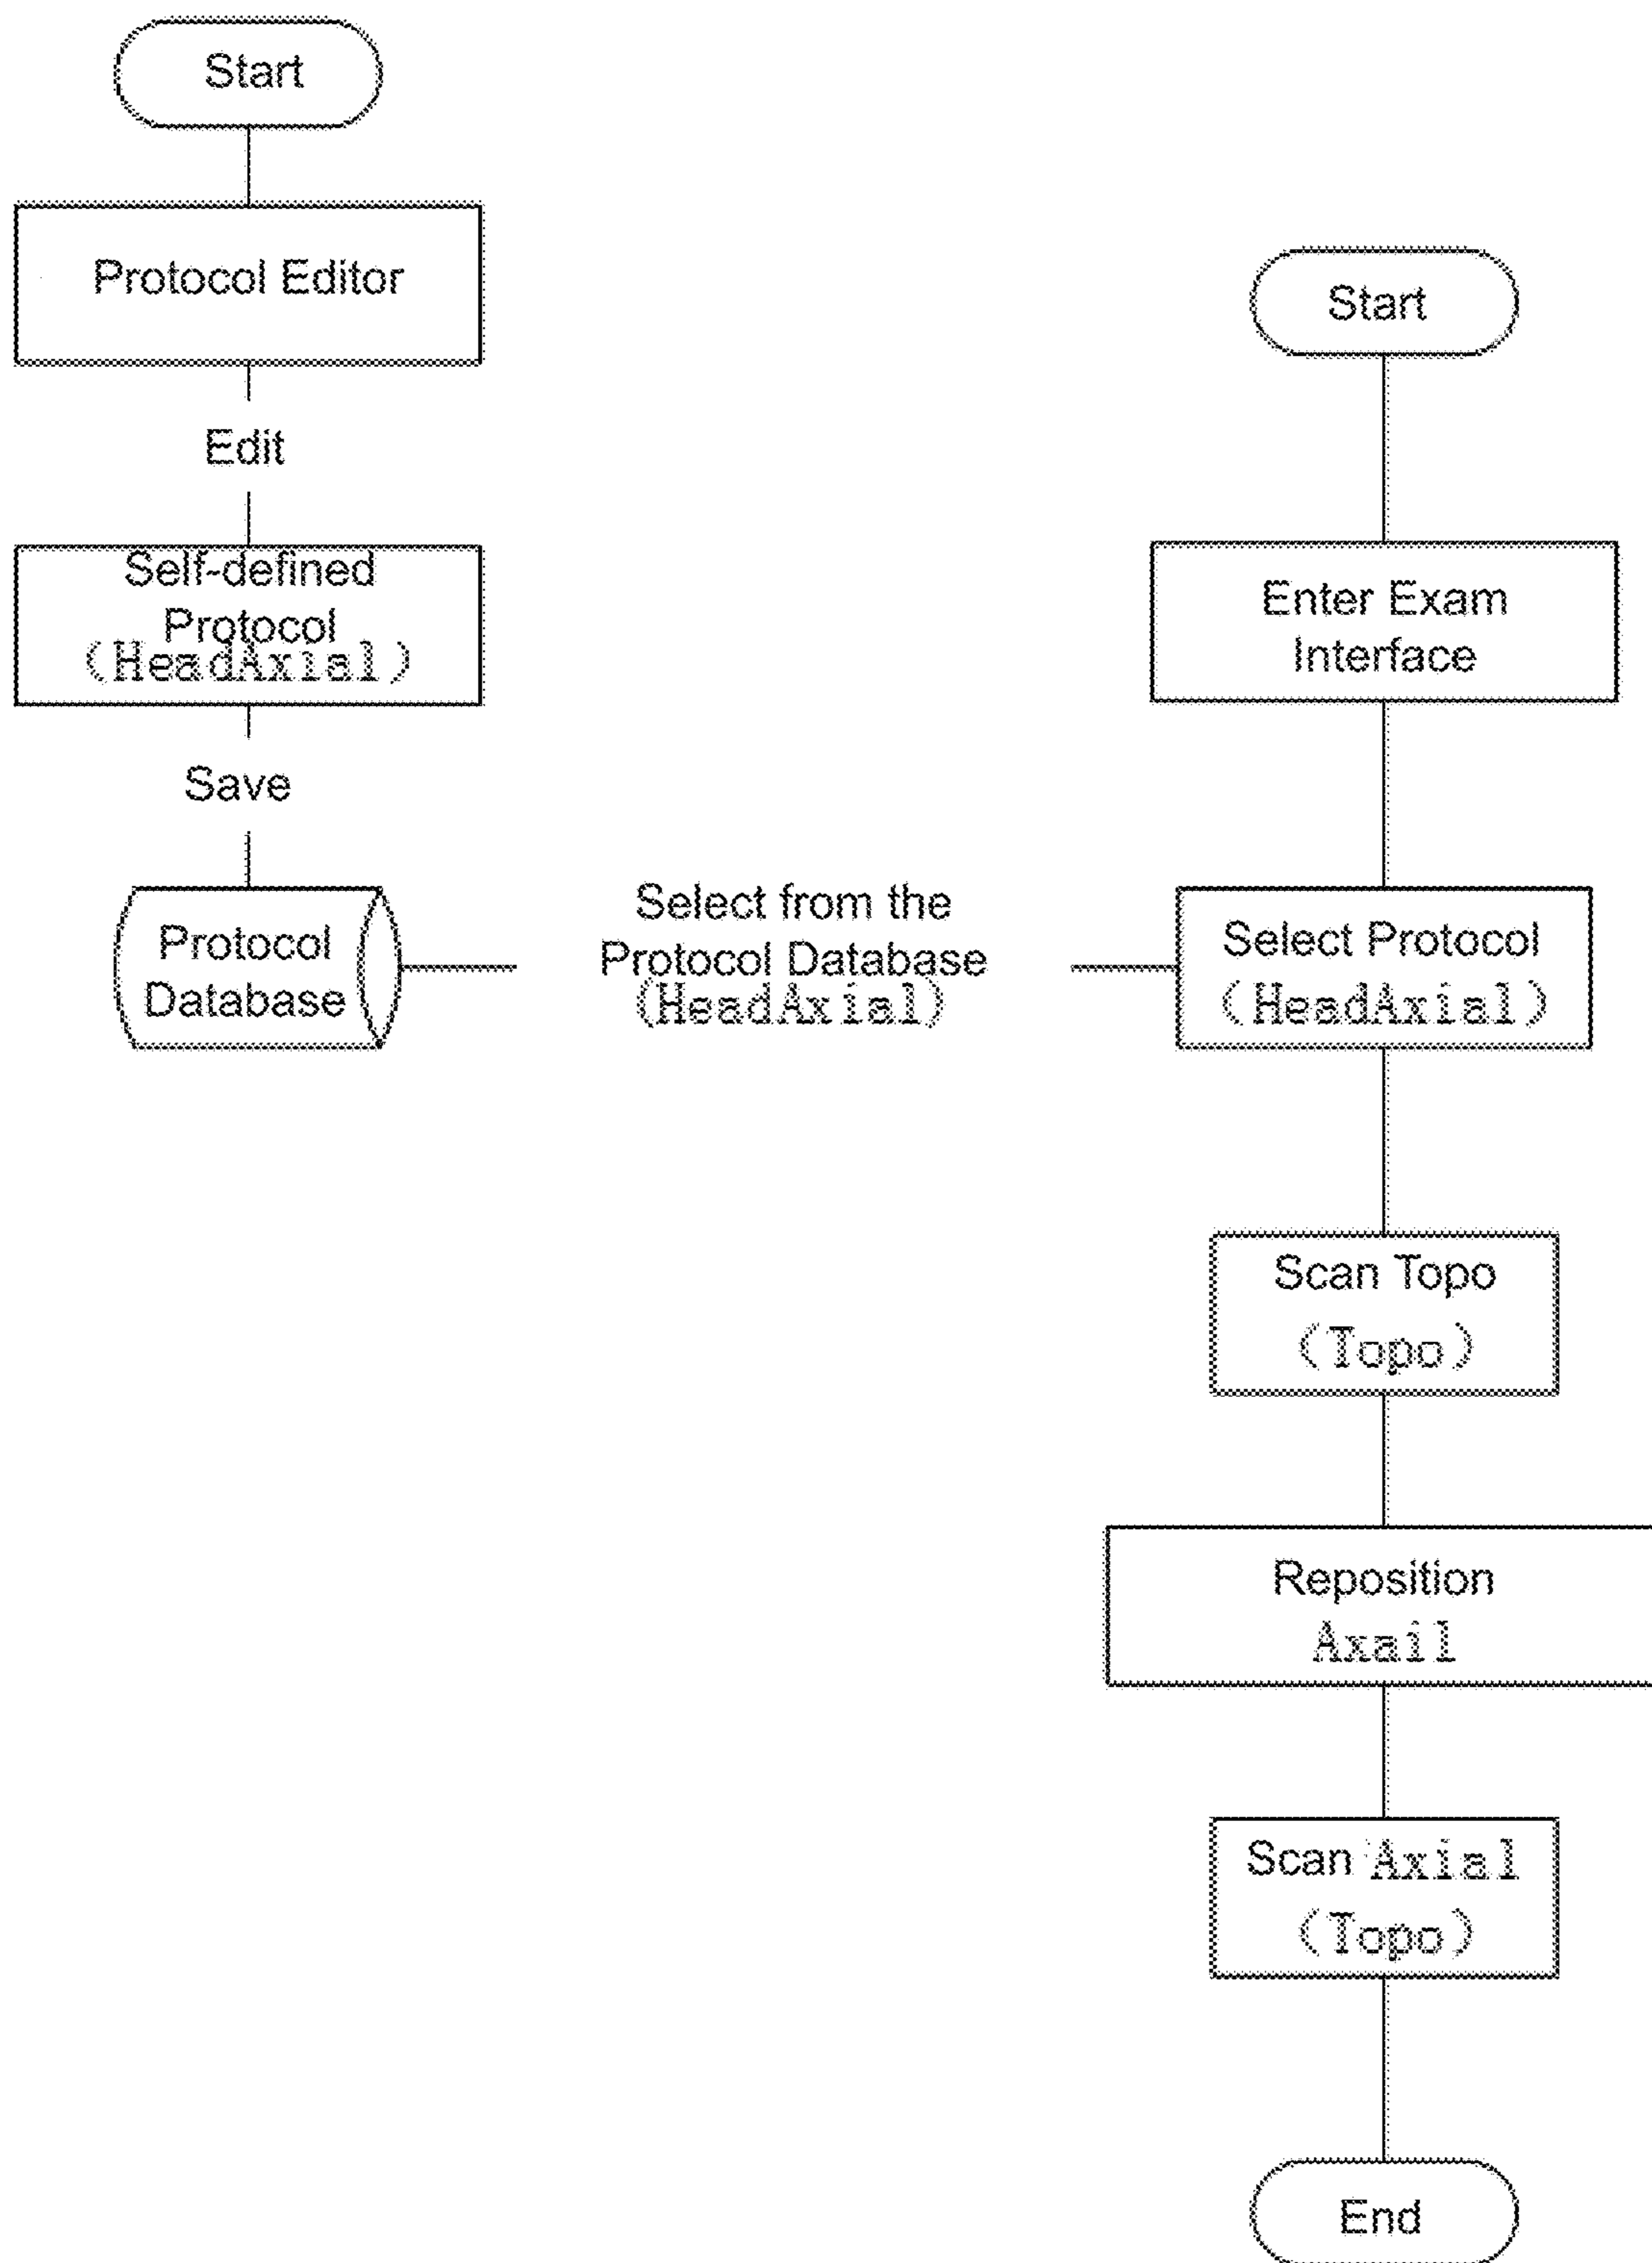 Start
Protocol Editor
Edit
Self-defined
Protocol
(HeadAxial)
Save
Protocol
Database
Select from the
Protocol Database
(HeadAxial)
Start
Enter Exam
Interface
Select Protocol
(HeadAxial)
Scan Topo
(Topo)
Reposition
Axail
Scan Axial
(Topo)
End